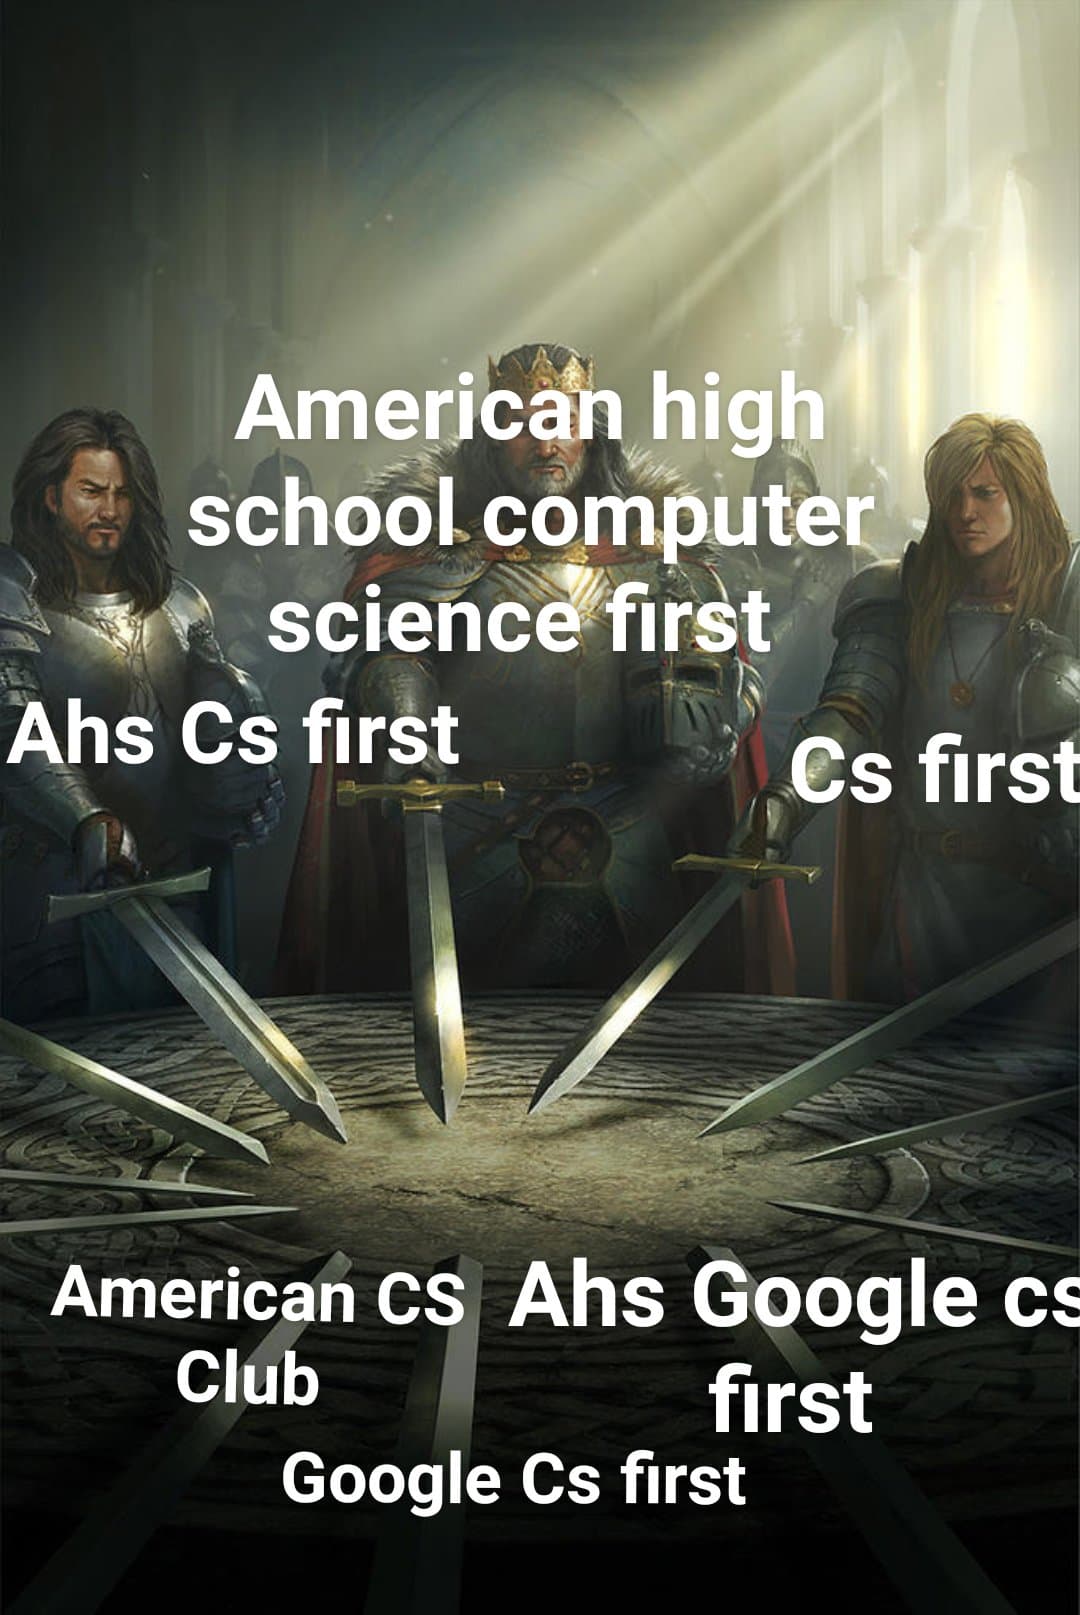 American high
school computer
science first
Ahs Cs first
Cs first
American CS
Club
Ahs Google cs
first
Google Cs first